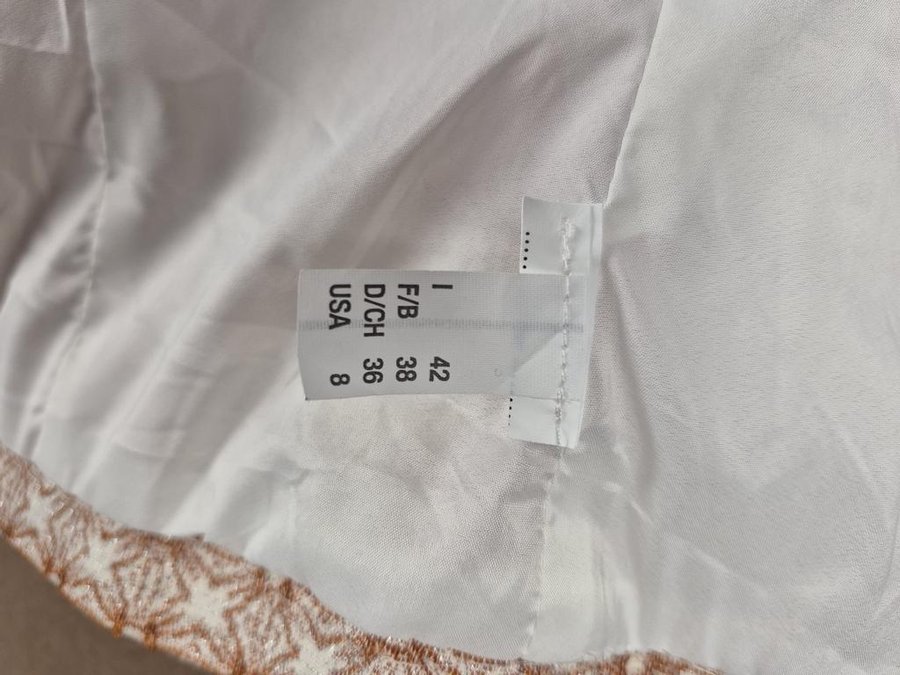 I 42
F/B 38
D/CH 36
USA 8